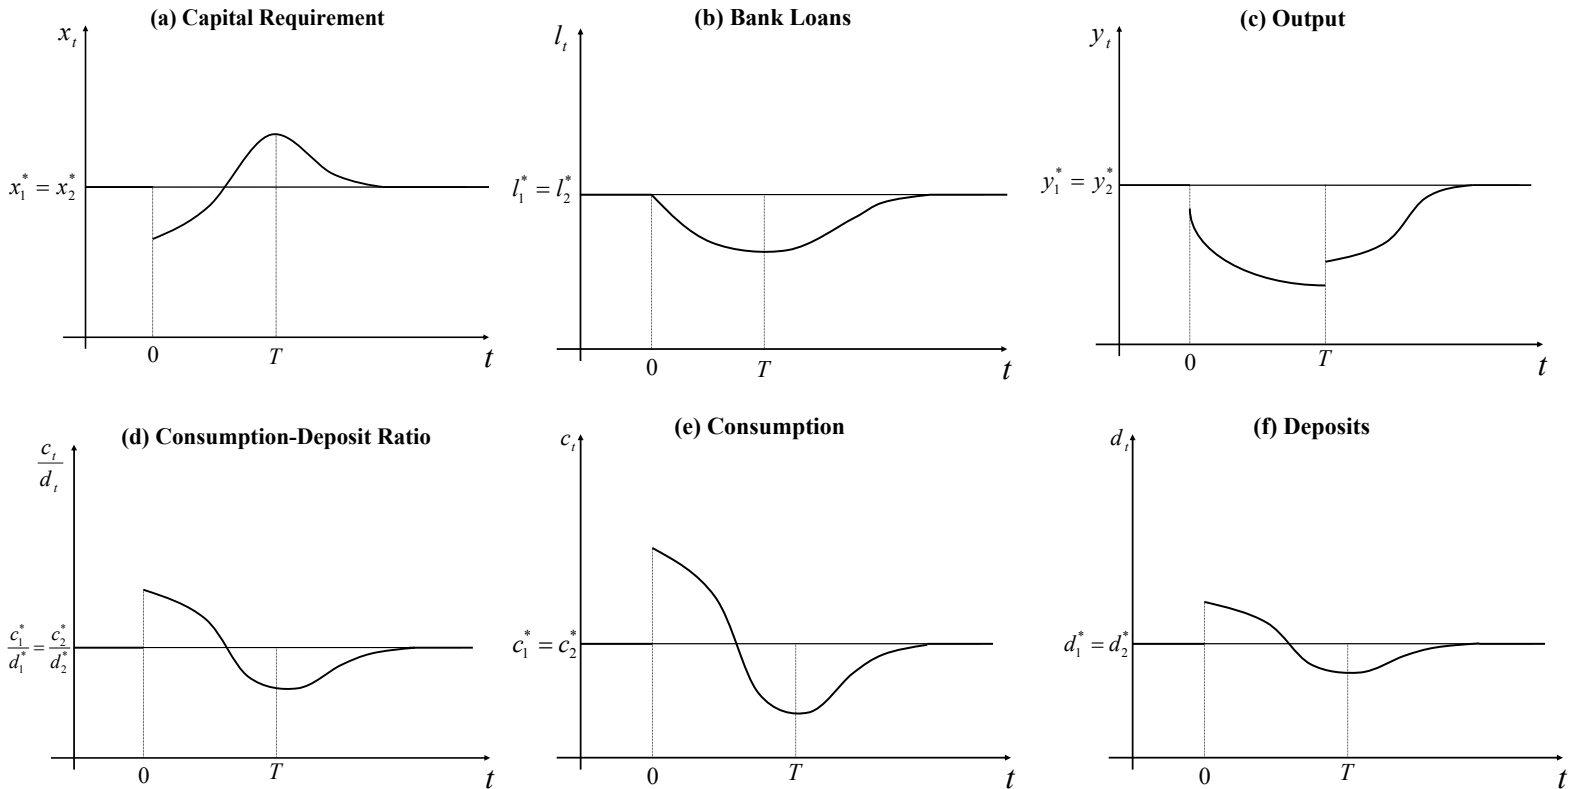 (a) Capital Requirement
x_t
x_1^* = x_2^*
0
T
t
(b) Bank Loans
l_t
l_1^* = l_2^*
0
T
t
(c) Output
y_t
y_1^* = y_2^*
0
T
t
(d) Consumption-Deposit Ratio
c_t/d_t
c_1^*/d_1^* = c_2^*/d_2^*
0
T
t
(e) Consumption
c_t
c_1^* = c_2^*
0
T
t
(f) Deposits
d_t
d_1^* = d_2^*
0
T
t